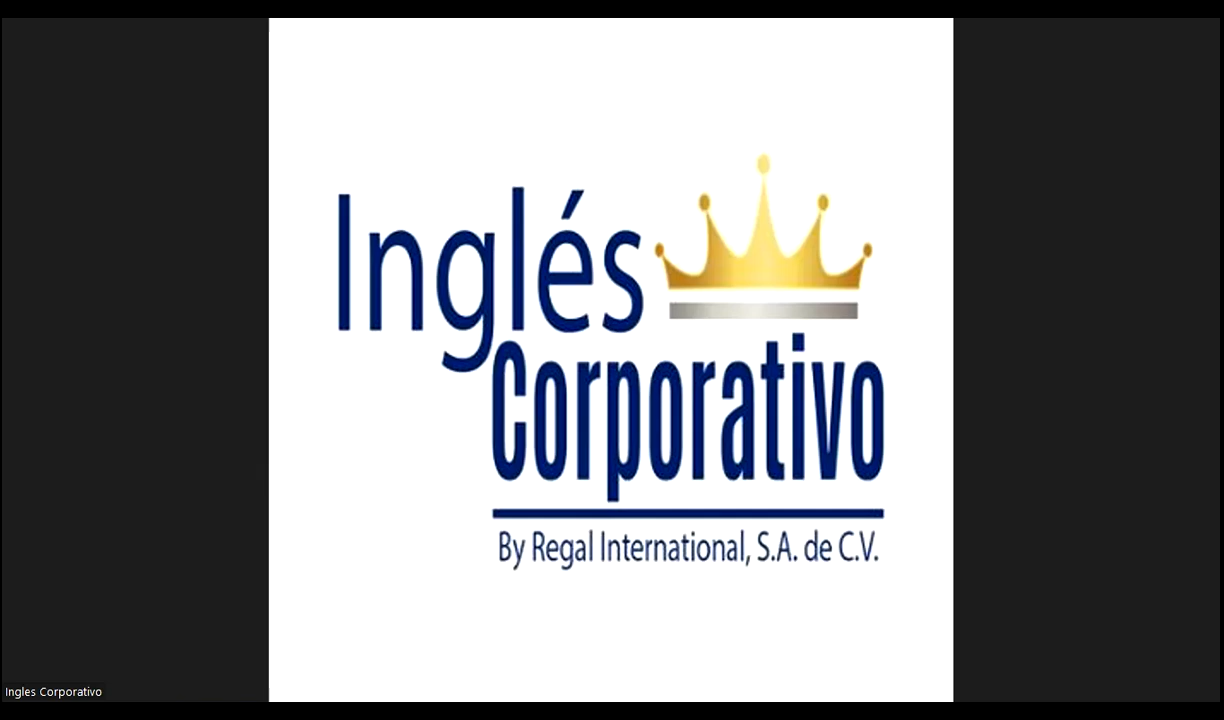 Inglés
Corporativo
By Regal International, S.A. de C.V.
Ingles Corporativo